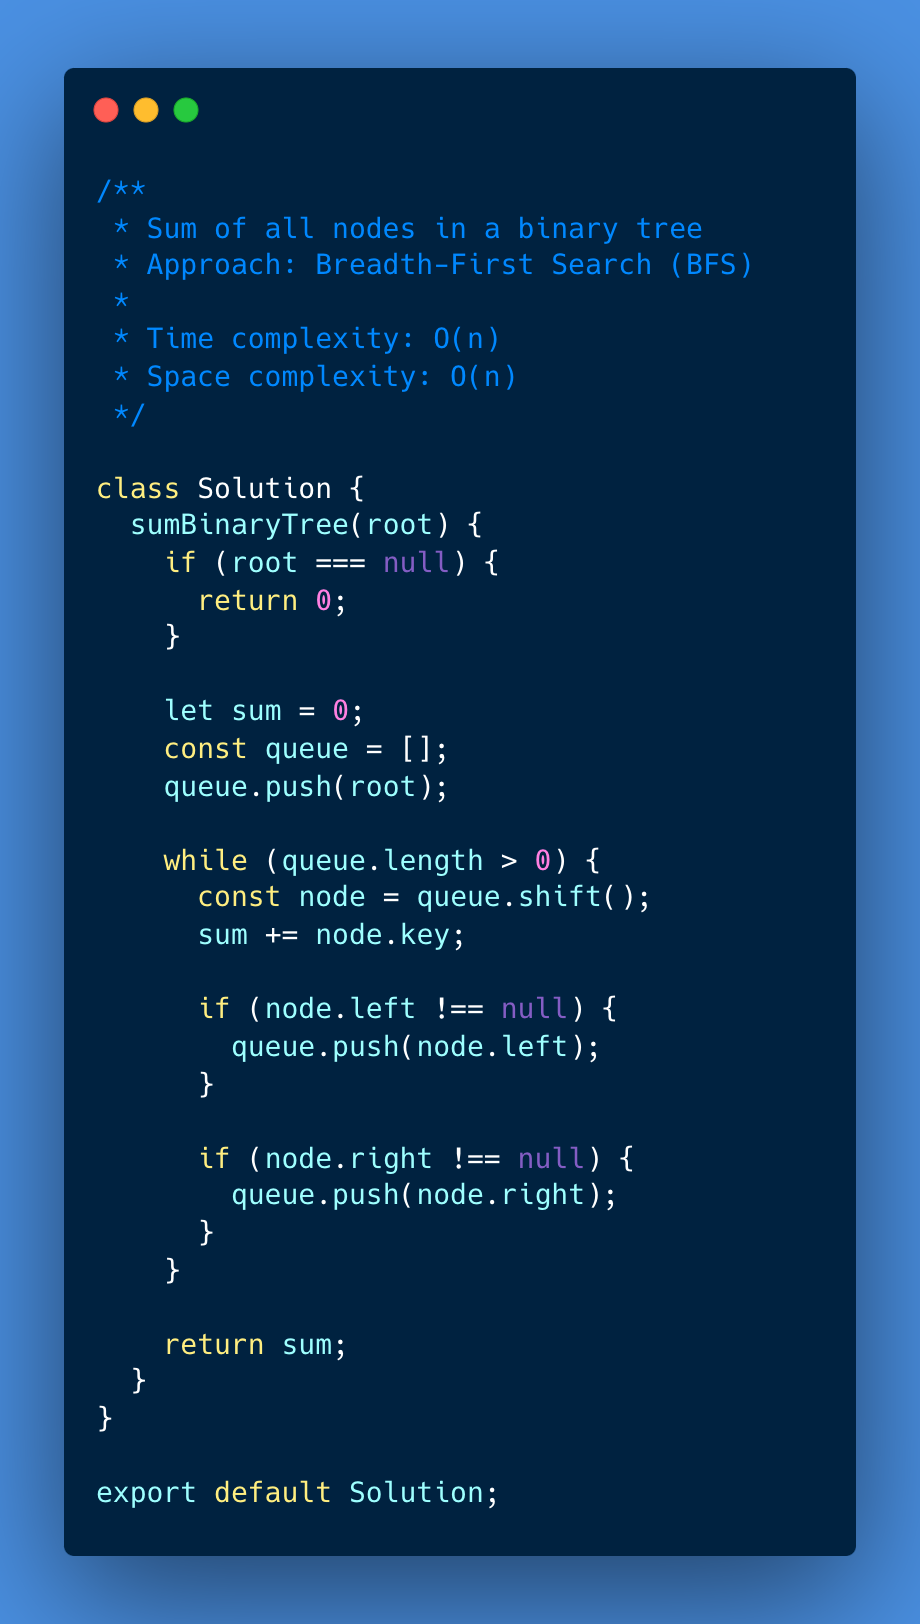 /**
 * Sum of all nodes in a binary tree
 * Approach: Breadth-First Search (BFS)
 *
 * Time complexity: O(n)
 * Space complexity: O(n)
 */

class Solution {
  sumBinaryTree(root) {
    if (root === null) {
      return 0;
    }

    let sum = 0;
    const queue = [];
    queue.push(root);

    while (queue.length > 0) {
      const node = queue.shift();
      sum += node.key;

      if (node.left !== null) {
        queue.push(node.left);
      }

      if (node.right !== null) {
        queue.push(node.right);
      }
    }

    return sum;
  }
}

export default Solution;